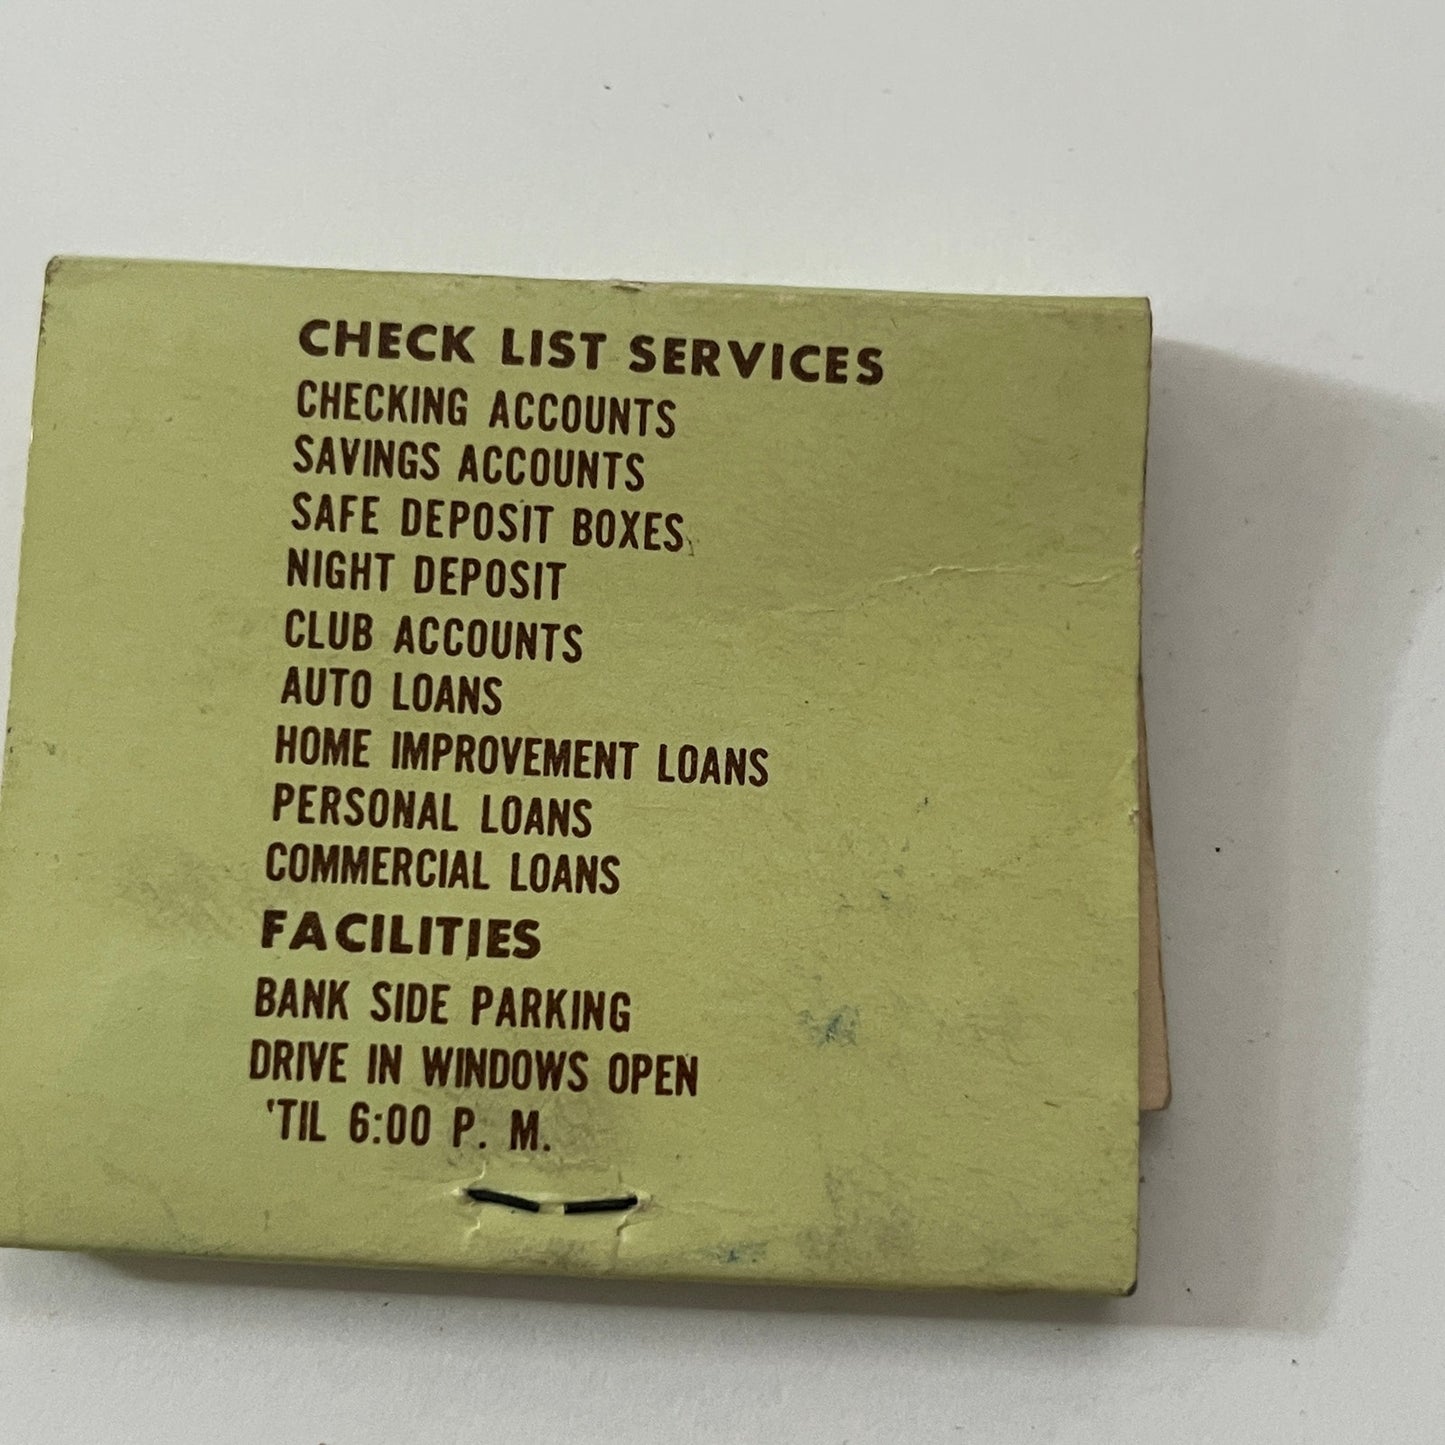 CHECK LIST SERVICES
CHECKING ACCOUNTS
SAVINGS ACCOUNTS
SAFE DEPOSIT BOXES
NIGHT DEPOSIT
CLUB ACCOUNTS
AUTO LOANS
HOME IMPROVEMENT LOANS
PERSONAL LOANS
COMMERCIAL LOANS
FACILITIES
BANK SIDE PARKING
DRIVE IN WINDOWS OPEN
'TIL 6:00 P. M.